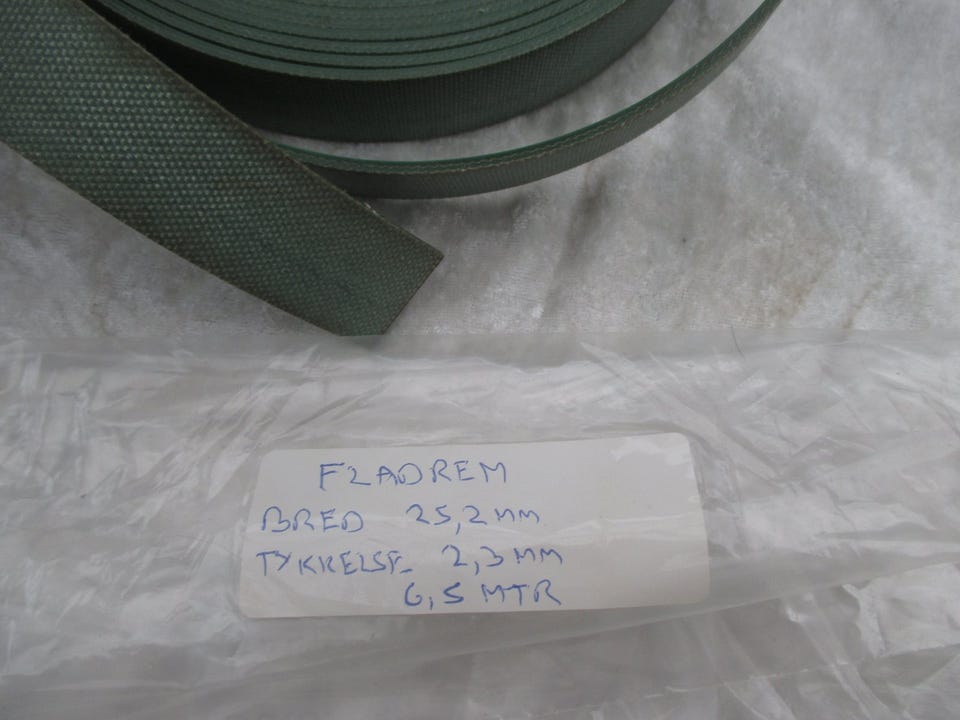 FLADREM
BRED 25,2 MM
TYKKELSE 2,3 MM
6,5 MTR